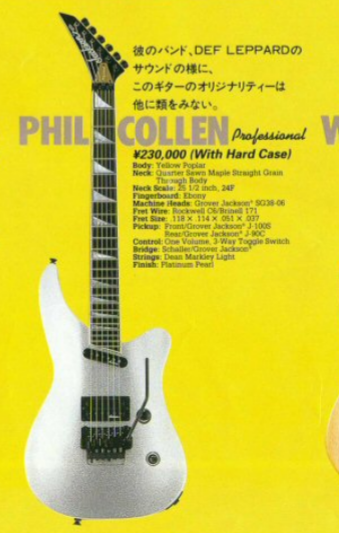 彼のバンド、DEF LEPPARDの
サウンドの様に、
このギターのオリジナリティーは
他に類をみない。
PHIL COLLEN Professional W
¥230,000 (With Hard Case)
Body: Yellow Poplar
Neck: Quarter Sawn Maple Straight Grain
Through Body
Neck Scale: 25 1/2 inch, 24F
Fingerboard: Ebony
Machine Heads: Grover Jackson® SG38-06
Fret Wire: Rockwell C6/Brinell 171
Fret Size: .118 × .114 × .051 × .037
Pickup: Front/Grover Jackson® J-100S
Rear/Grover Jackson® J-90C
Control: One Volume, 3-Way Toggle Switch
Bridge: Schaller/Grover Jackson®
Strings: Dean Markley Light
Finish: Platinum Pearl